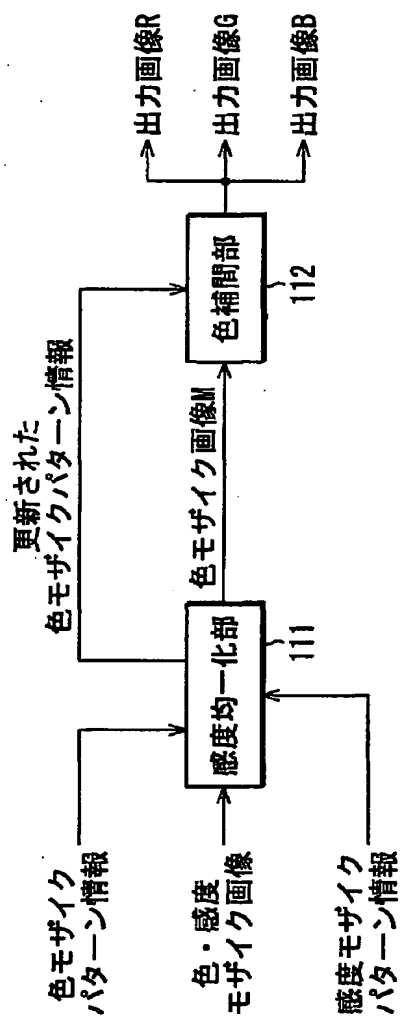 色モザイク
パターン情報
色・感度
モザイク画像
感度モザイク
パターン情報
感度均一化部
111
更新された
色モザイクパターン情報
色モザイク画像M
色補間部
112
出力画像R
出力画像G
出力画像B